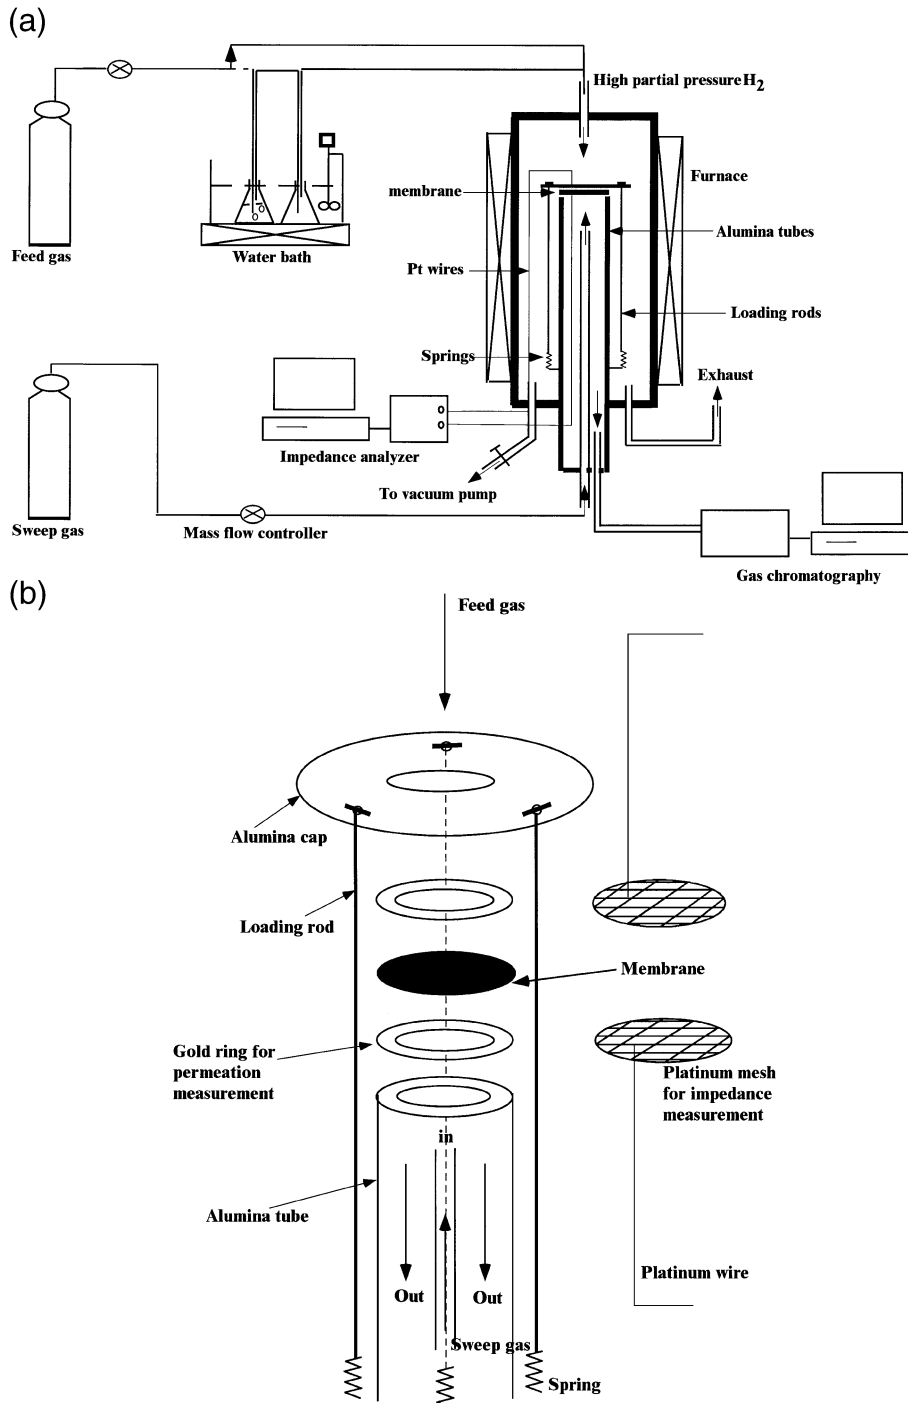 (a)
High partial pressure H2
membrane
Furnace
Alumina tubes
Feed gas
Water bath
Pt wires
Loading rods
Springs
Exhaust
Impedance analyzer
To vacuum pump
Sweep gas
Mass flow controller
Gas chromatography
(b)
Feed gas
Alumina cap
Loading rod
Membrane
Gold ring for
permeation
measurement
Platinum mesh
for impedance
measurement
in
Alumina tube
Platinum wire
Out
Out
Sweep gas
Spring